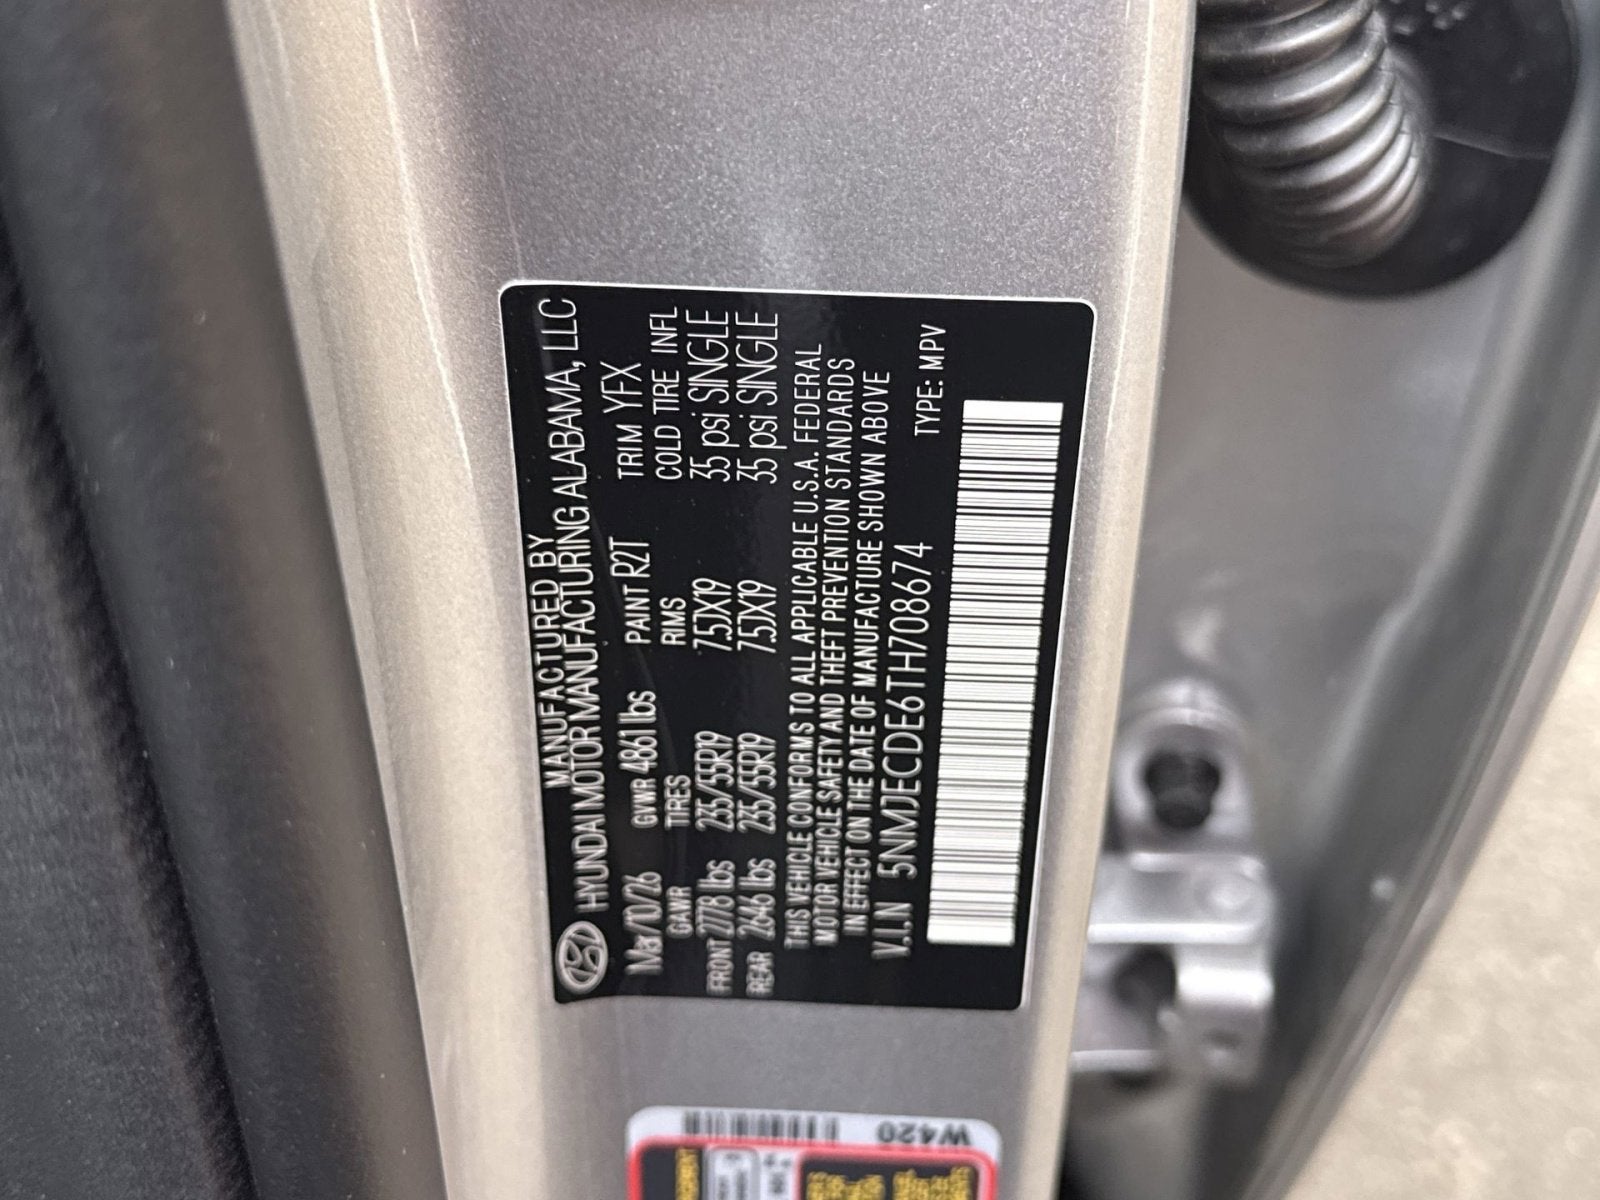 MANUFACTURED BY
HYUNDAI MOTOR MANUFACTURING ALABAMA, LLC
Mar/10/26 GVWR 4861 lbs PAINT R2T TRIM YFX
GAWR TIRES RIMS COLD TIRE INFL
FRONT 2778 lbs 235/55R19 7.5JX19 35 psi SINGLE
REAR 2646 lbs 235/55R19 7.5JX19 35 psi SINGLE
THIS VEHICLE CONFORMS TO ALL APPLICABLE U.S.A. FEDERAL
MOTOR VEHICLE SAFETY AND THEFT PREVENTION STANDARDS
IN EFFECT ON THE DATE OF MANUFACTURE SHOWN ABOVE
V.I.N 5NMJECDE6TH708674
TYPE: MPV
W420